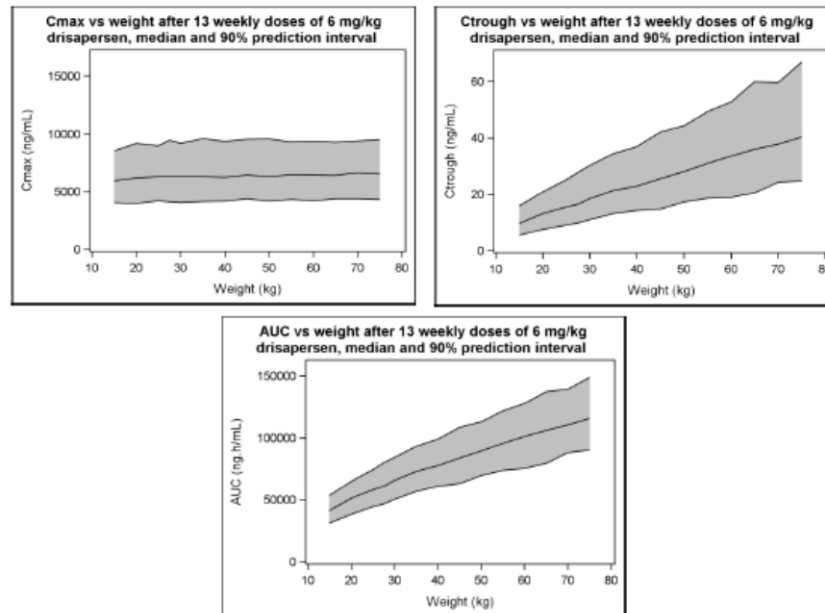 Cmax vs weight after 13 weekly doses of 6 mg/kg
drisapersen, median and 90% prediction interval
15000
10000
5000
0
Cmax (ng/mL)
10 20 30 40 50 60 70 80
Weight (kg)
Ctrough vs weight after 13 weekly doses of 6 mg/kg
drisapersen, median and 90% prediction interval
60
40
20
0
Ctrough (ng/mL)
10 20 30 40 50 60 70 80
Weight (kg)
AUC vs weight after 13 weekly doses of 6 mg/kg
drisapersen, median and 90% prediction interval
150000
100000
50000
0
AUC (ng.h/mL)
10 20 30 40 50 60 70 80
Weight (kg)